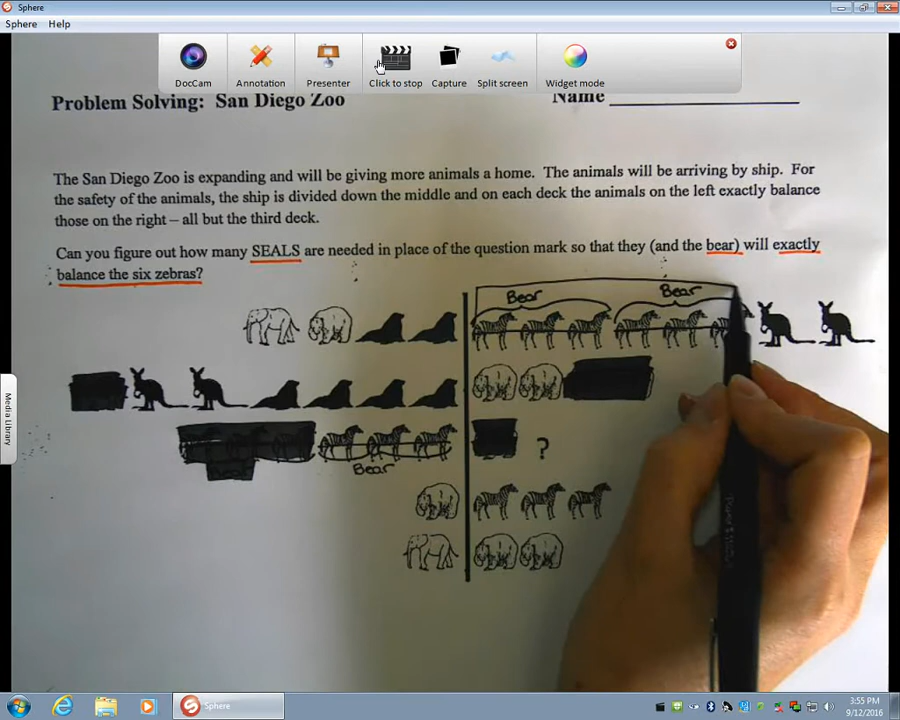 Sphere
Sphere Help
DocCam Annotation Presenter Click to stop Capture Split screen Widget mode
Problem Solving: San Diego Zoo Name
The San Diego Zoo is expanding and will be giving more animals a home. The animals will be arriving by ship. For
the safety of the animals, the ship is divided down the middle and on each deck the animals on the left exactly balance
those on the right – all but the third deck.
Can you figure out how many SEALS are needed in place of the question mark so that they (and the bear) will exactly
balance the six zebras?
Bear Bear
Media Library
?
Bear
Sphere
3:55 PM
9/12/2016